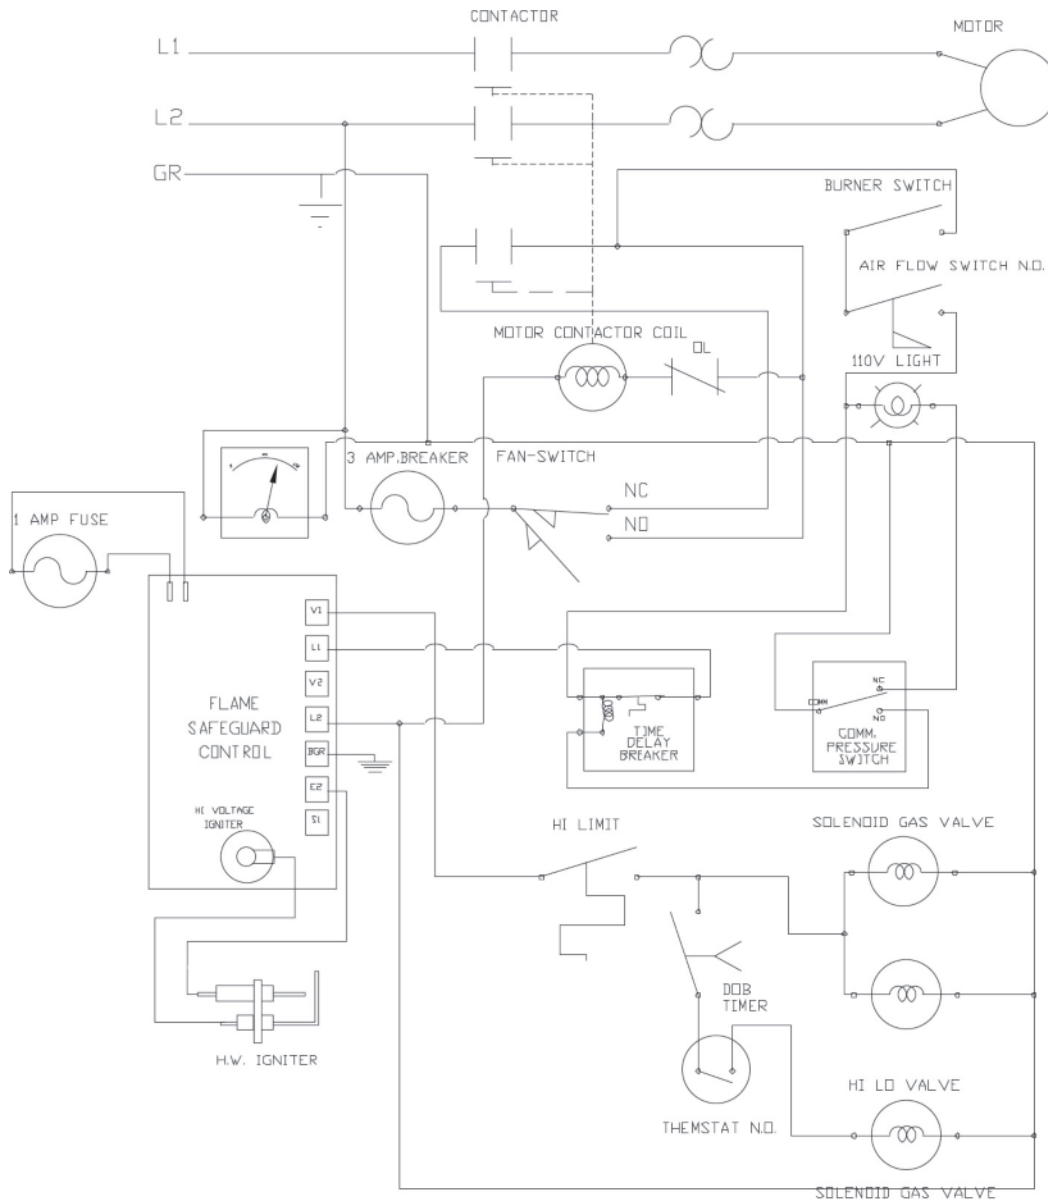 CONTACTOR
MOTOR
L1
L2
GR
BURNER SWITCH
AIR FLOW SWITCH N.O.
MOTOR CONTACTOR COIL
OL
110V LIGHT
3 AMP.BREAKER
FAN-SWITCH
NC
NO
1 AMP FUSE
V1
L1
V2
L2
BGR
E2
S1
FLAME
SAFEGUARD
CONTROL
HI VOLTAGE
IGNITER
TIME
DELAY
BREAKER
NC
COMM
NO
COMM.
PRESSURE
SWITCH
HI LIMIT
SOLENOID GAS VALVE
DOB
TIMER
H.W. IGNITER
THEMSTAT N.O.
HI LO VALVE
SOLENOID GAS VALVE